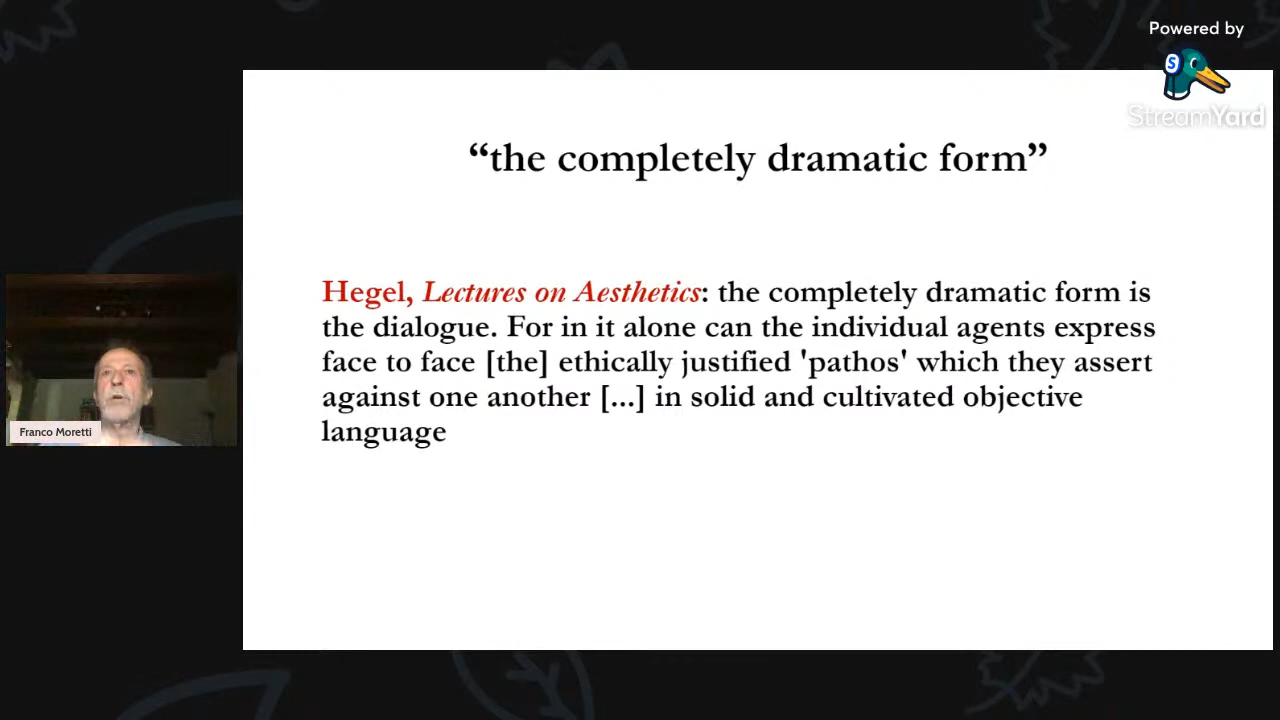 Powered by
S
StreamYard
“the completely dramatic form”
Hegel, Lectures on Aesthetics: the completely dramatic form is
the dialogue. For in it alone can the individual agents express
face to face [the] ethically justified 'pathos' which they assert
against one another [...] in solid and cultivated objective
language
Franco Moretti